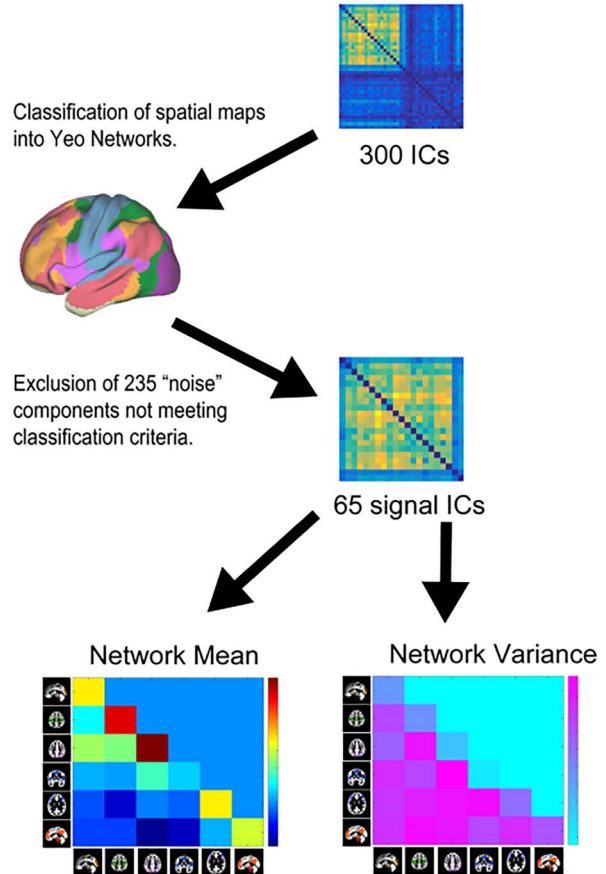 300 ICs
Classification of spatial maps
into Yeo Networks.
Exclusion of 235 “noise”
components not meeting
classification criteria.
65 signal ICs
Network Mean
Network Variance